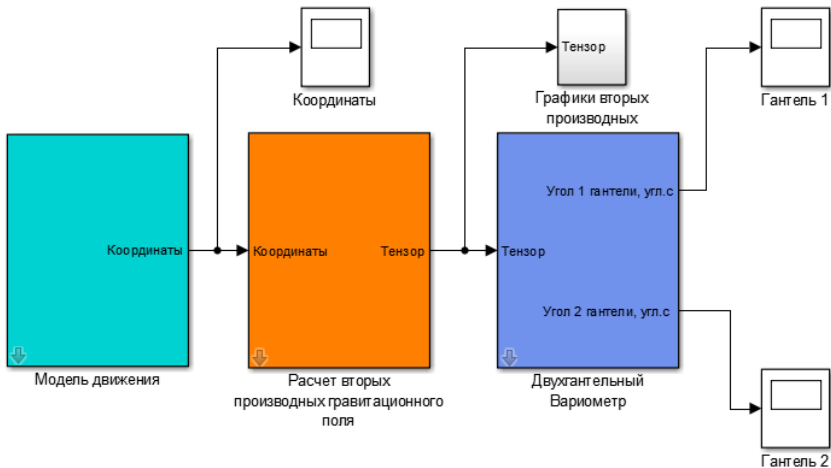 Координаты
Тензор
Графики вторых
производных
Гантель 1
Координаты
Модель движения
Координаты
Тензор
Расчет вторых
производных гравитационного
поля
Тензор
Угол 1 гантели, угл.с
Угол 2 гантели, угл.с
Двухгантельный
Вариометр
Гантель 2